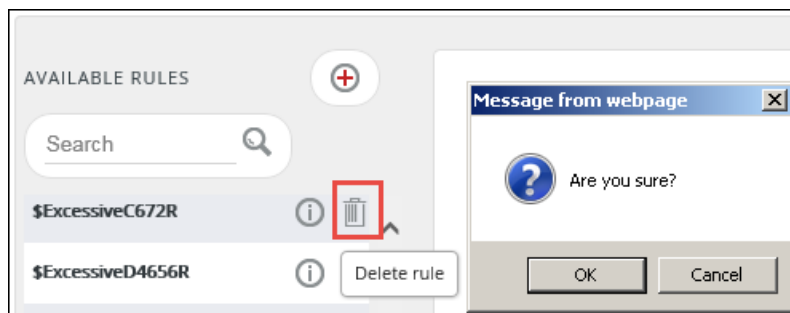 AVAILABLE RULES
Search
$ExcessiveC672R
$ExcessiveD4656R
Delete rule
Message from webpage
Are you sure?
OK
Cancel